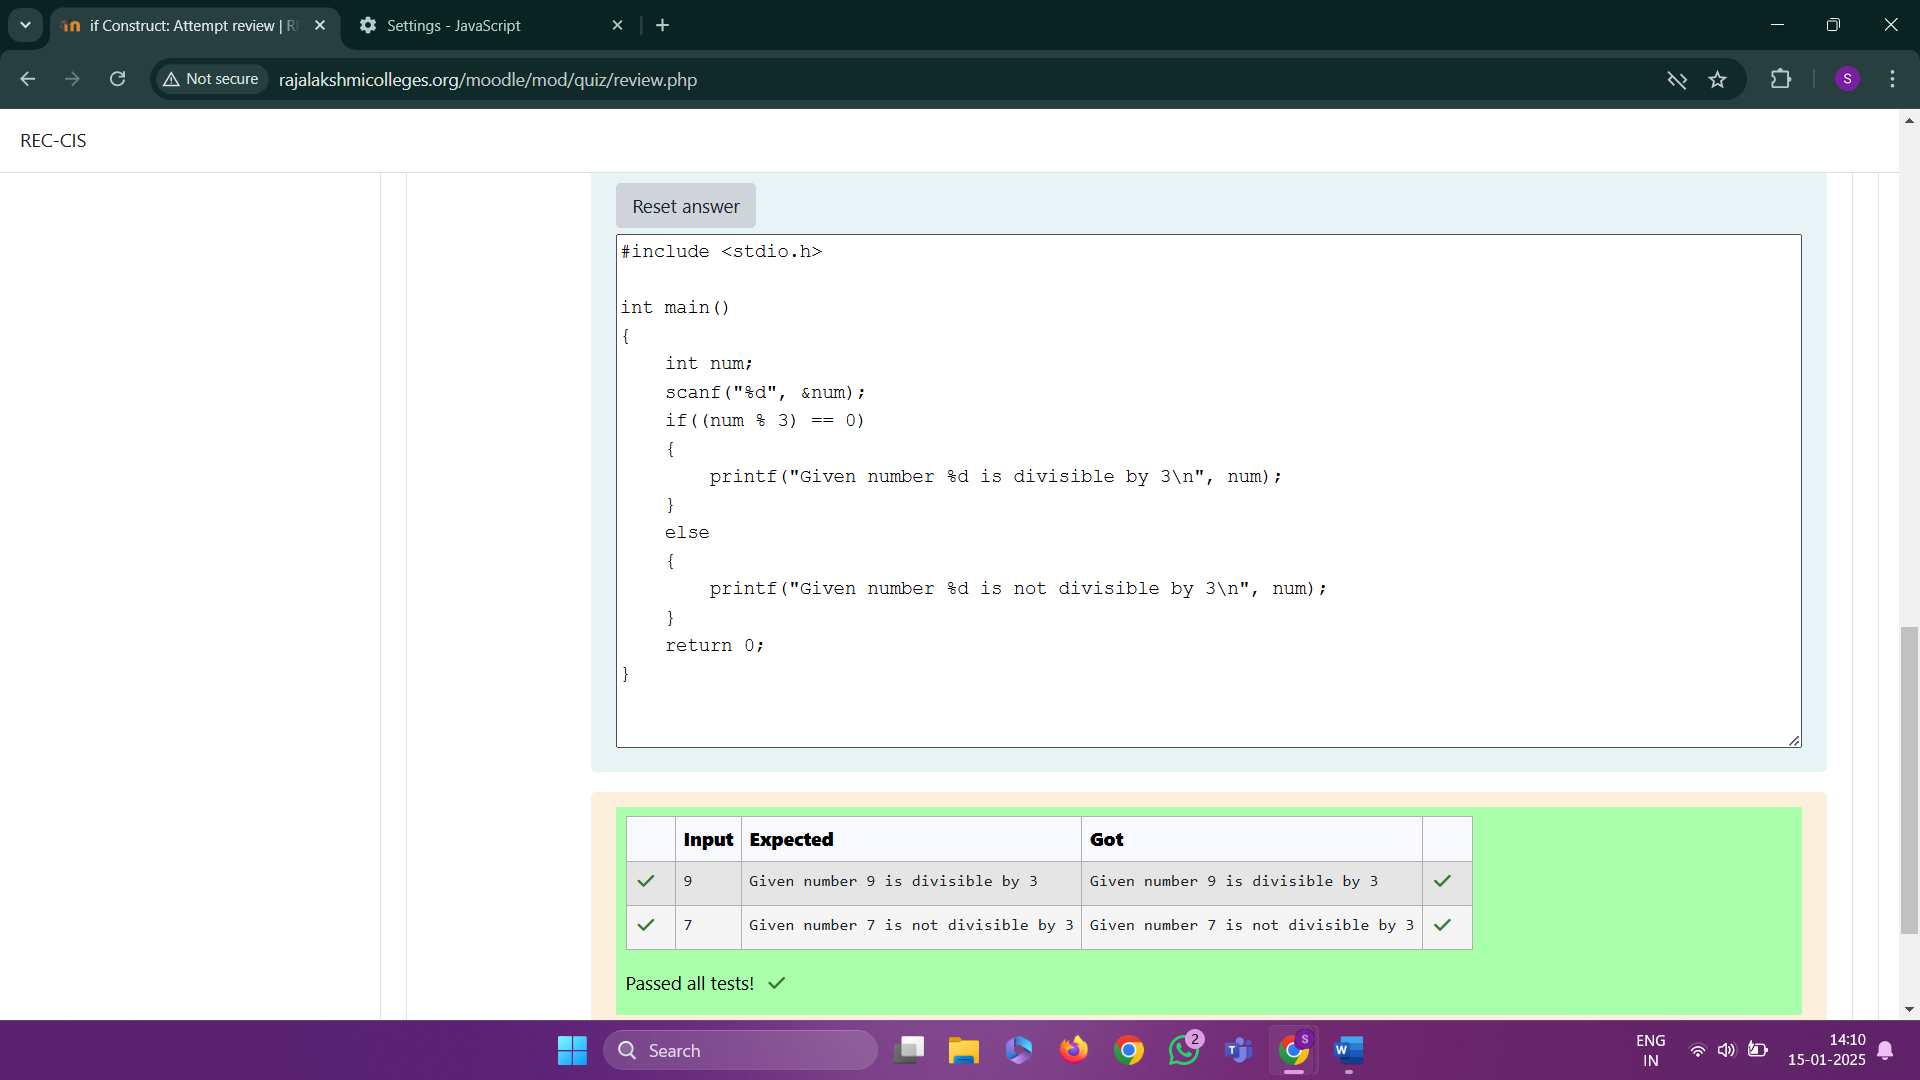 if Construct: Attempt review | R
Settings - JavaScript
Not secure
rajalakshmicolleges.org/moodle/mod/quiz/review.php
S
REC-CIS
Reset answer
#include <stdio.h>
int main()
{
int num;
scanf("%d", &num);
if((num % 3) == 0)
{
printf("Given number %d is divisible by 3\n", num);
}
else
{
printf("Given number %d is not divisible by 3\n", num);
}
return 0;
}
Input Expected Got
9 Given number 9 is divisible by 3 Given number 9 is divisible by 3
7 Given number 7 is not divisible by 3 Given number 7 is not divisible by 3
Passed all tests!
Search
2
S
ENG
IN
14:10
15-01-2025